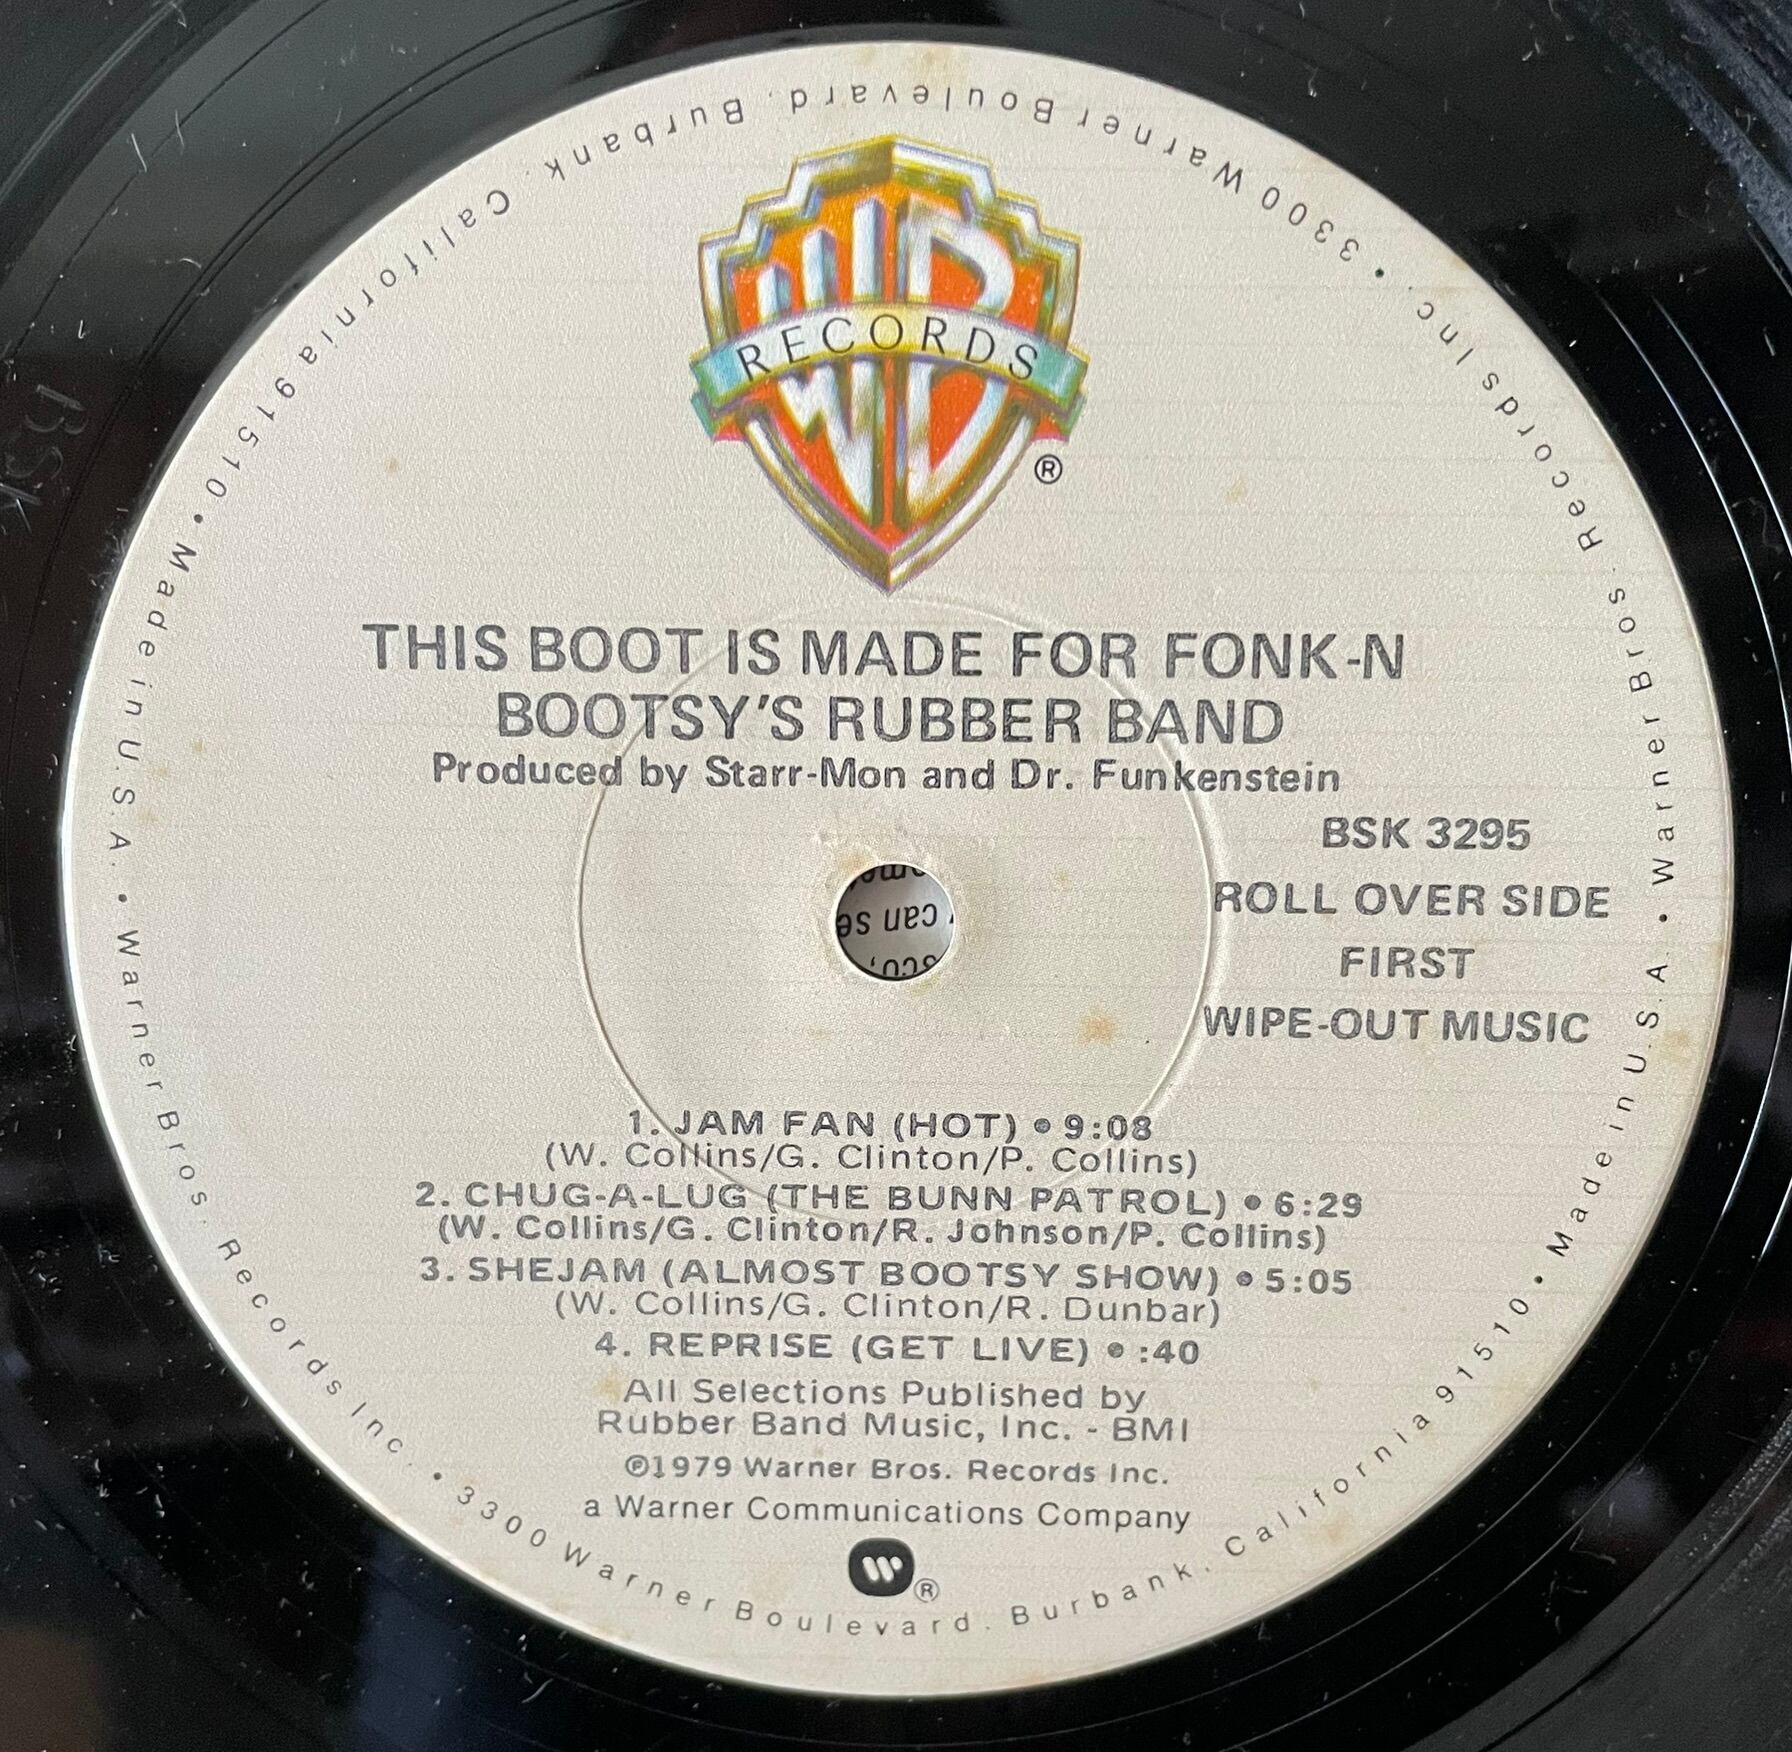 WB
RECORDS
®
THIS BOOT IS MADE FOR FONK-N
BOOTSY'S RUBBER BAND
Produced by Starr-Mon and Dr. Funkenstein
BSK 3295
ROLL OVER SIDE
FIRST
WIPE-OUT MUSIC
can se
1. JAM FAN (HOT) • 9:08
(W. Collins/G. Clinton/P. Collins)
2. CHUG-A-LUG (THE BUNN PATROL) • 6:29
(W. Collins/G. Clinton/R. Johnson/P. Collins)
3. SHEJAM (ALMOST BOOTSY SHOW) • 5:05
(W. Collins/G. Clinton/R. Dunbar)
4. REPRISE (GET LIVE) • :40
All Selections Published by
Rubber Band Music, Inc. - BMI
℗1979 Warner Bros. Records Inc.
a Warner Communications Company
®
Made in U.S.A. • Warner Bros. Records Inc. • 3300 Warner Boulevard. Burbank. California 91510 • Made in U.S.A. • Warner Bros. Records Inc. • 3300 Warner Boulevard. Burbank. California 91510 •
BSK